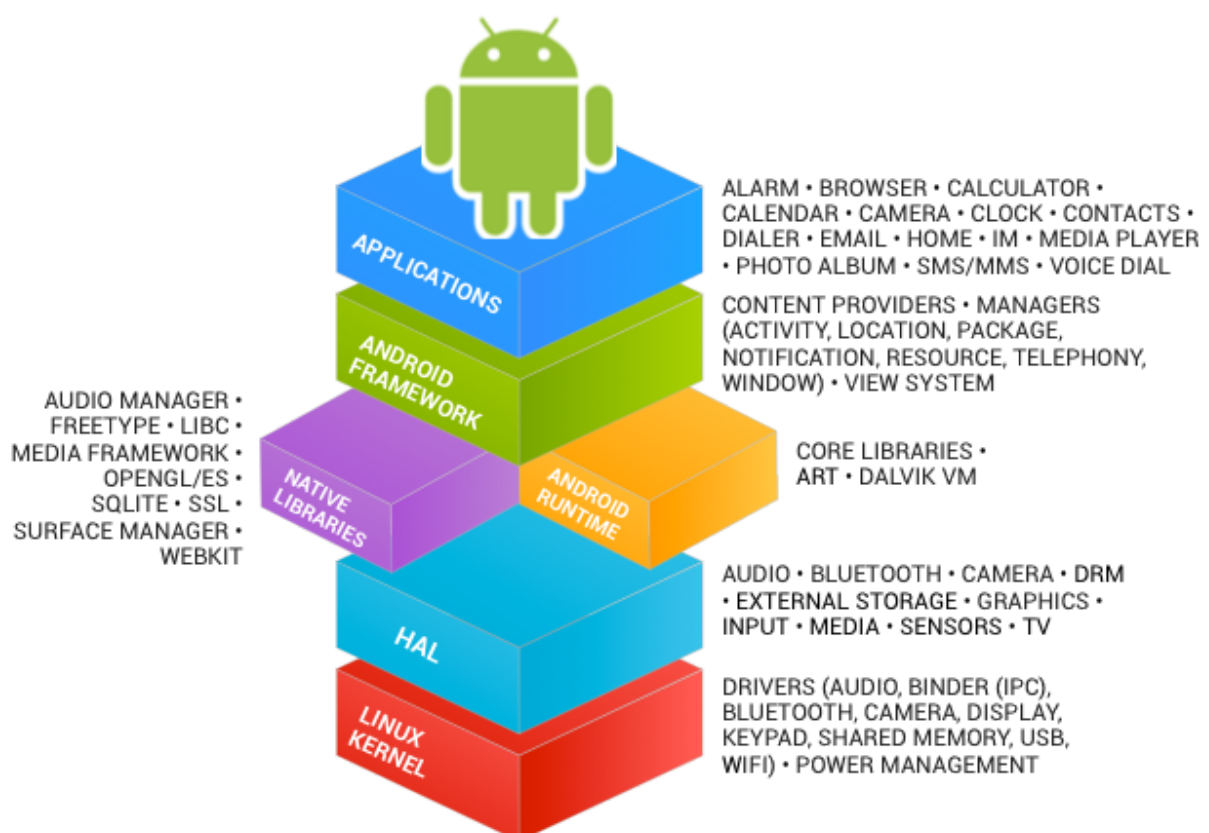 APPLICATIONS
ALARM • BROWSER • CALCULATOR •
CALENDAR • CAMERA • CLOCK • CONTACTS •
DIALER • EMAIL • HOME • IM • MEDIA PLAYER
• PHOTO ALBUM • SMS/MMS • VOICE DIAL
ANDROID
FRAMEWORK
CONTENT PROVIDERS • MANAGERS
(ACTIVITY, LOCATION, PACKAGE,
NOTIFICATION, RESOURCE, TELEPHONY,
WINDOW) • VIEW SYSTEM
AUDIO MANAGER •
FREETYPE • LIBC •
MEDIA FRAMEWORK •
OPENGL/ES •
SQLITE • SSL •
SURFACE MANAGER •
WEBKIT
NATIVE
LIBRARIES
ANDROID
RUNTIME
CORE LIBRARIES •
ART • DALVIK VM
HAL
AUDIO • BLUETOOTH • CAMERA • DRM
• EXTERNAL STORAGE • GRAPHICS •
INPUT • MEDIA • SENSORS • TV
LINUX
KERNEL
DRIVERS (AUDIO, BINDER (IPC),
BLUETOOTH, CAMERA, DISPLAY,
KEYPAD, SHARED MEMORY, USB,
WIFI) • POWER MANAGEMENT